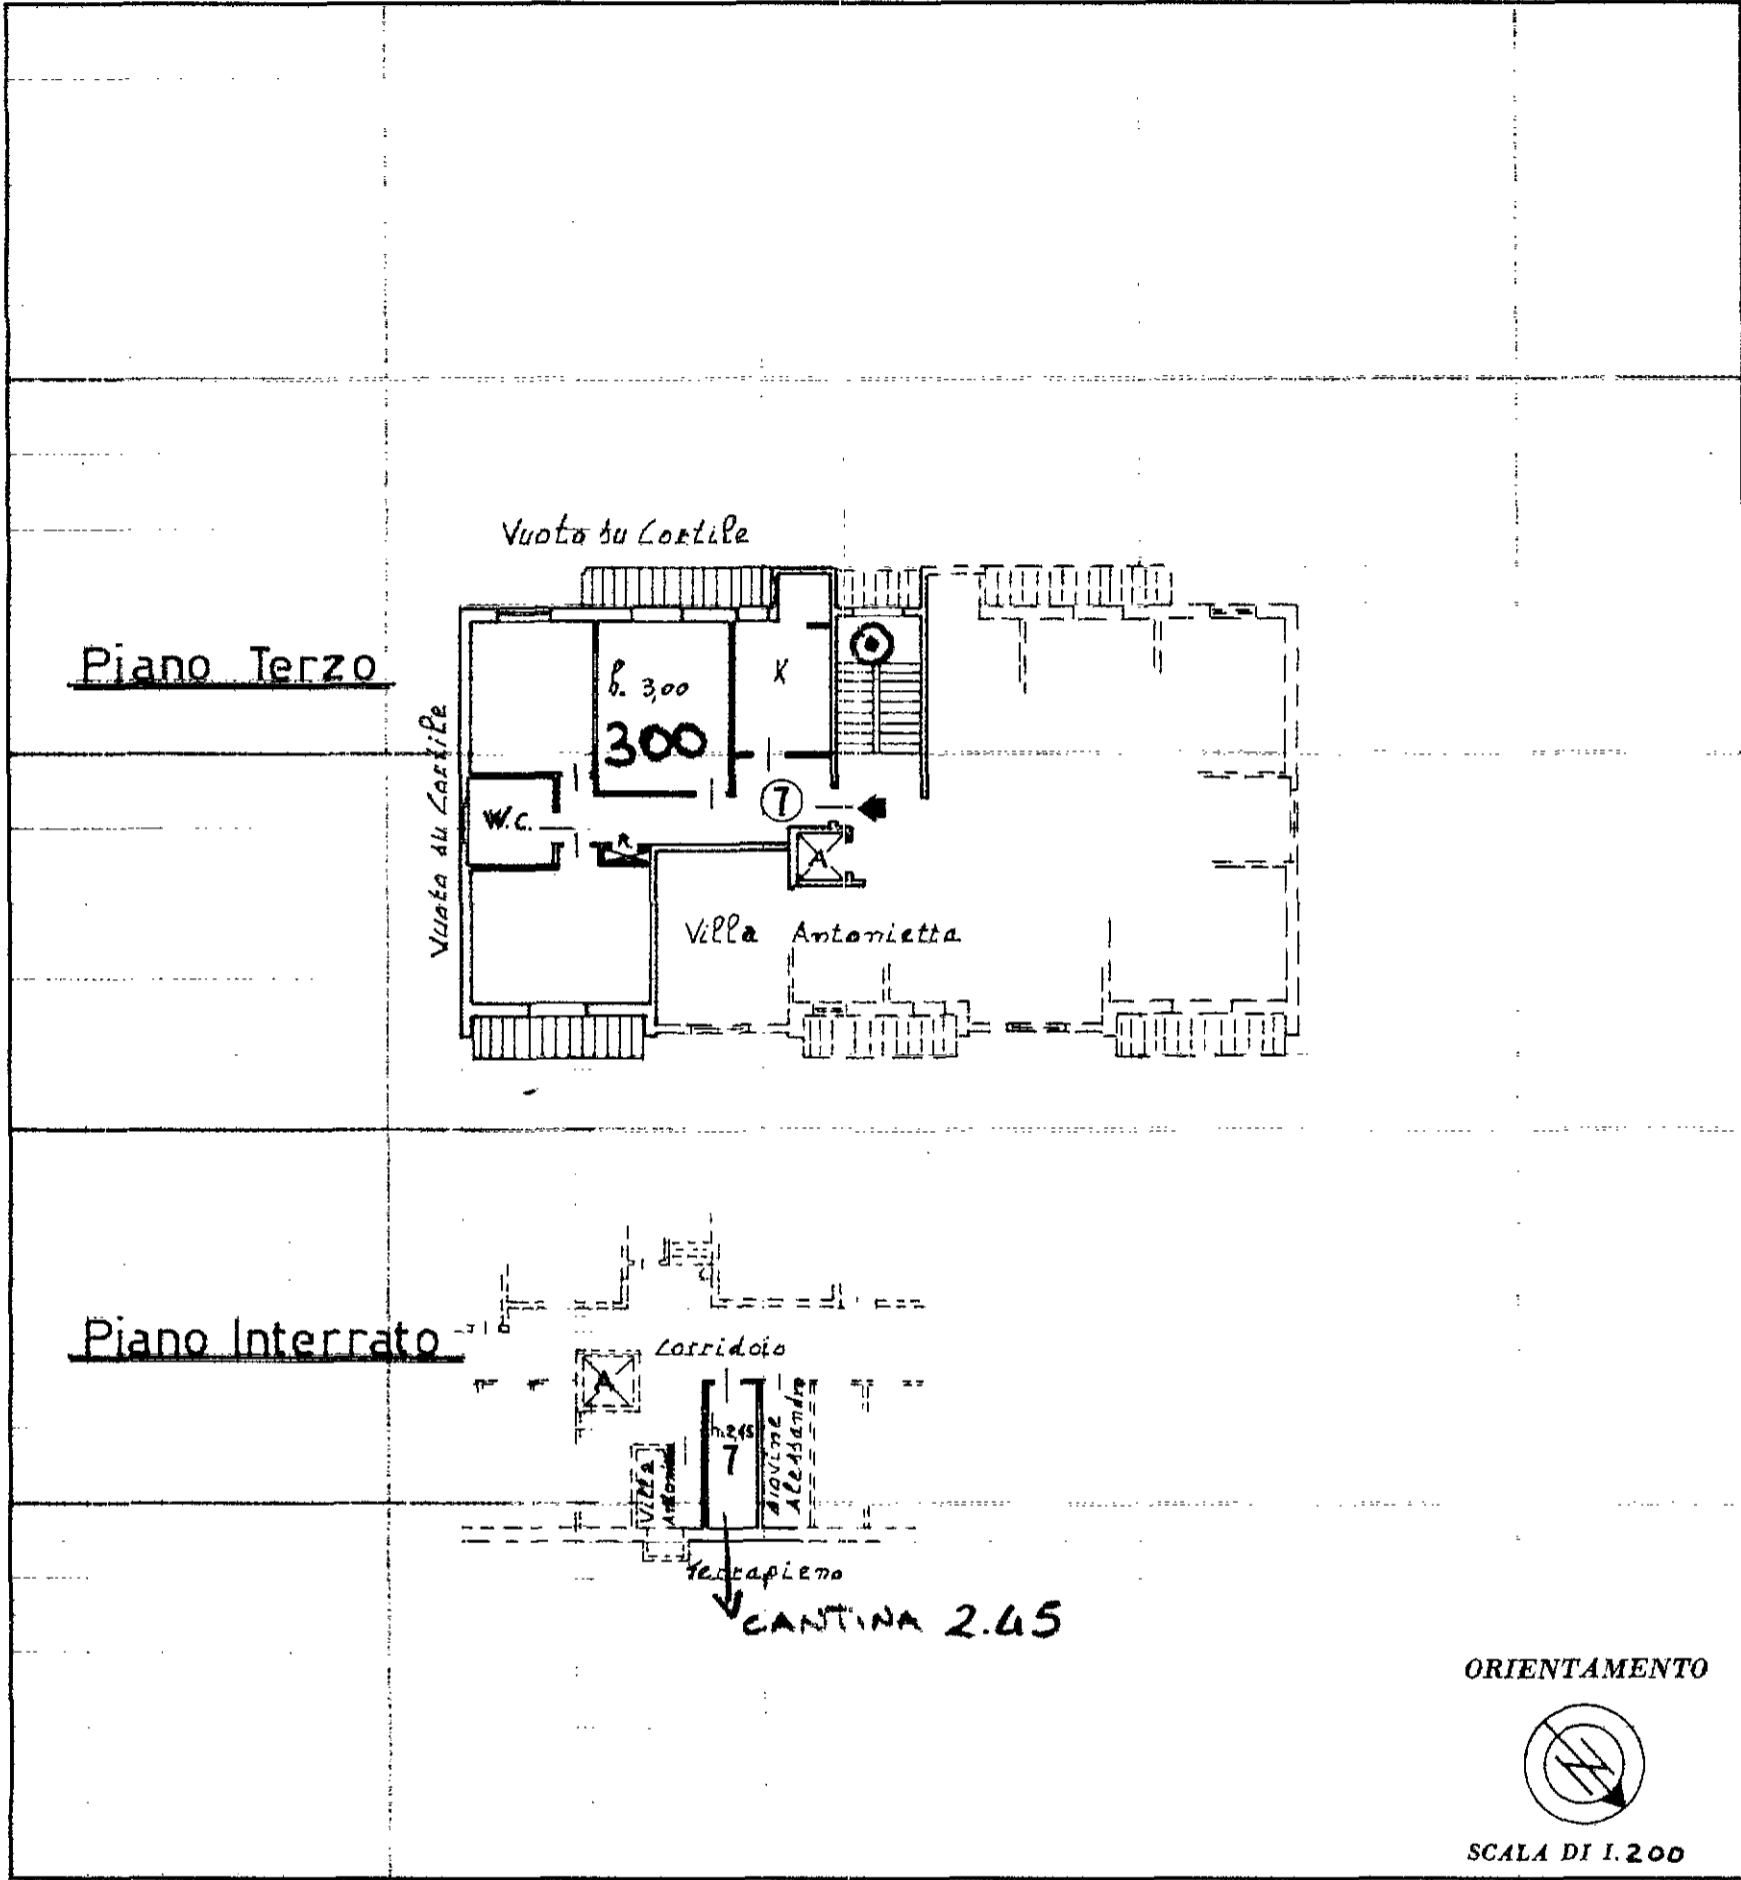 Vuoto su Cortile
Piano Terzo
h. 3,00
300
K
Vuoto su Cortile
W.C.
7
A
Villa Antonietta
Piano Interrato
Corridoio
A
h. 2,45
7
Villa
Antonietta
Giovine
Alessandro
Terrapieno
CANTINA 2.45
ORIENTAMENTO
N
SCALA DI 1.200